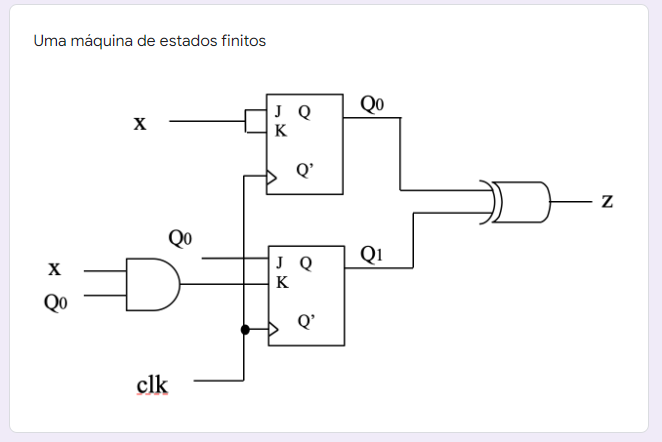 Uma máquina de estados finitos
J Q
Q0
X
K
Q'
Z
Q0
J Q
Q1
X
K
Q0
Q'
clk